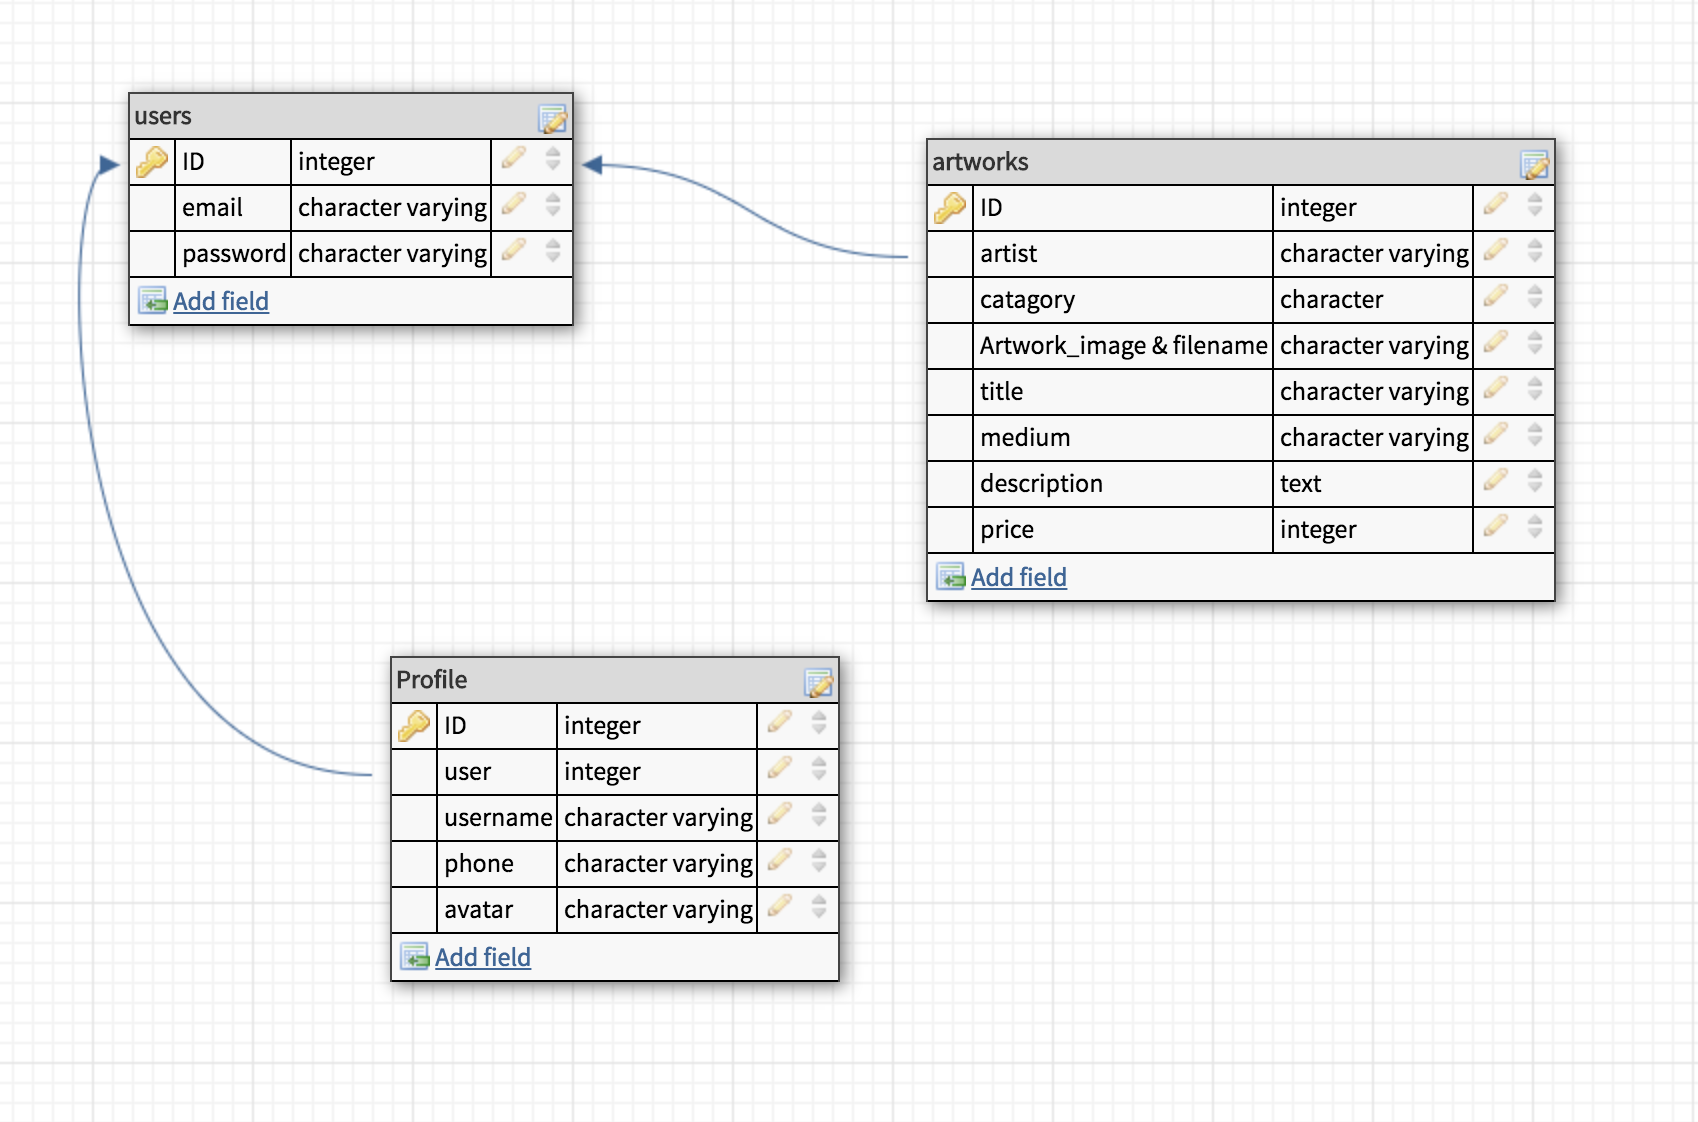 users
ID integer
email character varying
password character varying
Add field
artworks
ID integer
artist character varying
catagory character
Artwork_image & filename character varying
title character varying
medium character varying
description text
price integer
Add field
Profile
ID integer
user integer
username character varying
phone character varying
avatar character varying
Add field